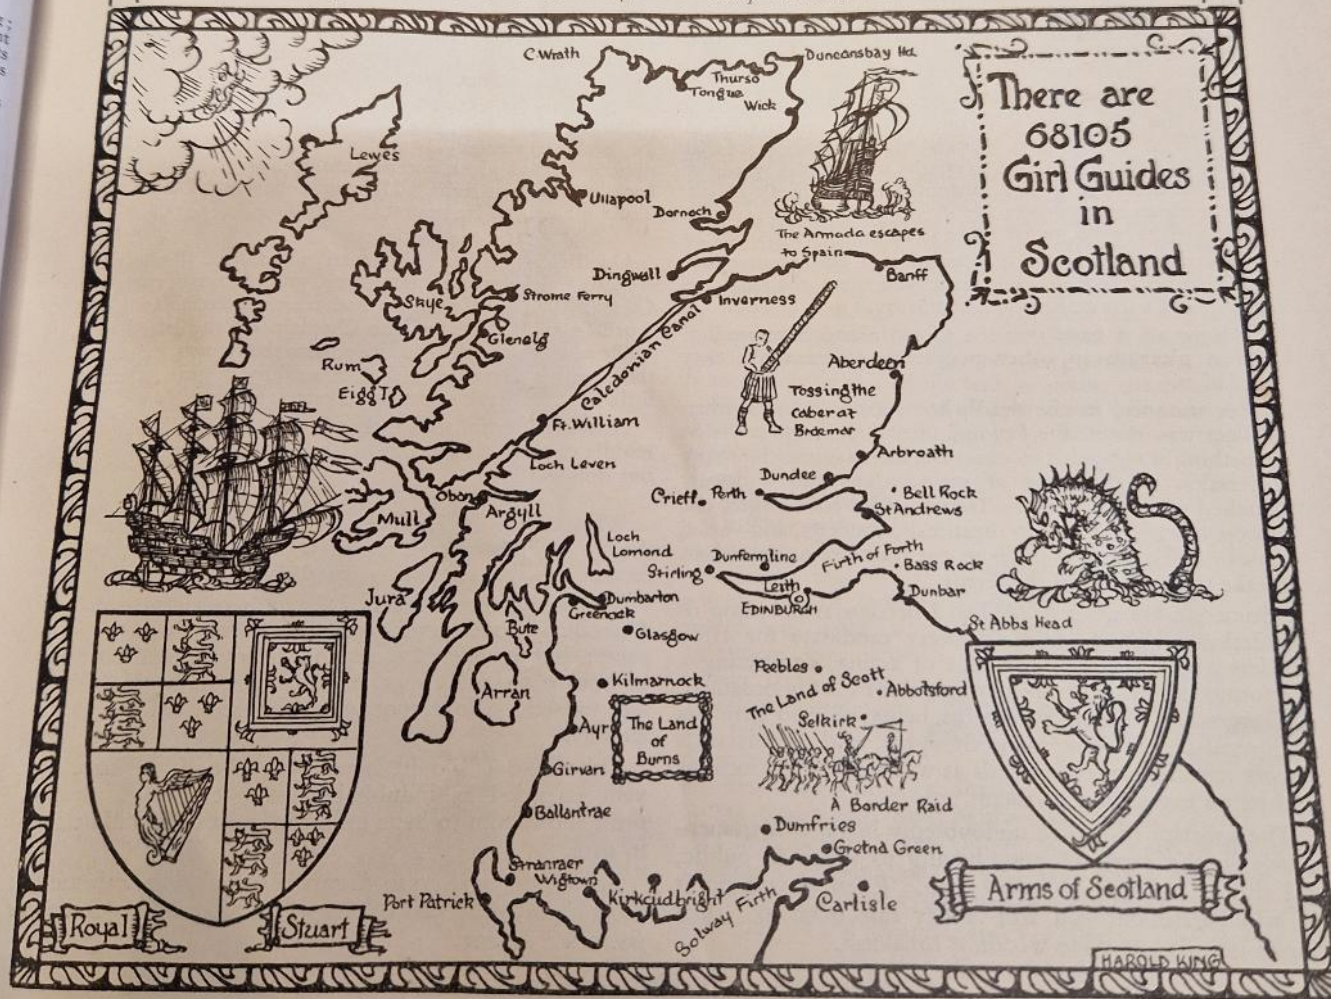 C. Wrath
Duncansbay Hd.
Thurso
Tongue
Wick
There are
68105
Girl Guides
in
Scotland
Lewes
Ullapool
Dornoch
The Armada escapes
to Spain
Dingwall
Banff
Skye
Strome Ferry
Inverness
Glenelg
Caledonian Canal
Rum
Eigg I
Aberdeen
Tossing the
Caber at
Braemar
Ft. William
Loch Leven
Arbroath
Dundee
Oban
Argyll
Crieff
Perth
Bell Rock
St Andrews
Mull
Loch
Lomond
Stirling
Dunfermline
Firth of Forth
Bass Rock
Leith
EDINBURGH
Dunbar
Jura
Dumbarton
Greenock
Bute
Glasgow
St Abbs Head
Peebles
The Land of Scott
Abbotsford
Arran
Kilmarnock
Selkirk
Ayr
The Land
of
Burns
Girvan
A Border Raid
Ballantrae
Dumfries
Gretna Green
Stranraer
Wigtown
Port Patrick
Kirkcudbright
Solway Firth
Carlisle
Arms of Scotland
Royal
Stuart
HAROLD KING